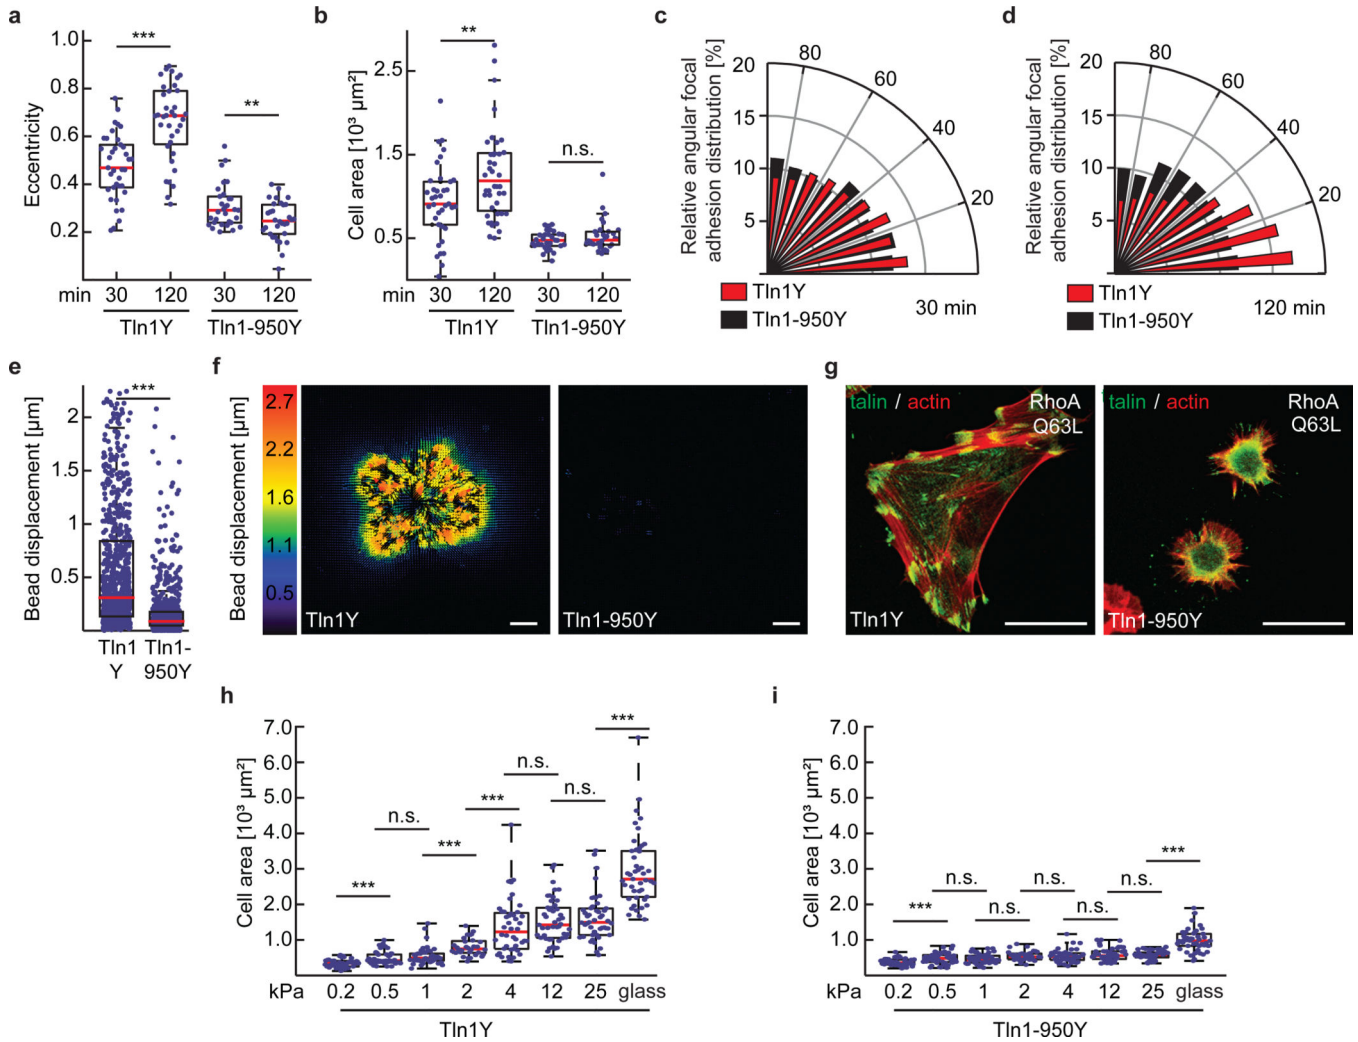 a
Eccentricity
1.0
0.8
0.6
0.4
0.2
***
**
min 30 120 30 120
Tln1Y Tln1-950Y
b
Cell area [10³ µm²]
2.5
1.5
0.5
**
n.s.
30 120 30 120
min
Tln1Y Tln1-950Y
c
Relative angular focal
adhesion distribution [%]
20
15
10
5
80
60
40
20
Tln1Y
Tln1-950Y
30 min
d
Relative angular focal
adhesion distribution [%]
20
15
10
5
80
60
40
20
Tln1Y
Tln1-950Y
120 min
e
Bead displacement [µm]
2
1.5
1
0.5
***
Tln1 Tln1-
Y 950Y
f
Bead displacement [µm]
2.7
2.2
1.6
1.1
0.5
Tln1Y
Tln1-950Y
g
talin / actin RhoA
Q63L
Tln1Y
talin / actin RhoA
Q63L
Tln1-950Y
h
Cell area [10³ µm²]
7.0
6.0
5.0
4.0
3.0
2.0
1.0
***
n.s.
***
***
n.s.
n.s.
***
kPa 0.2 0.5 1 2 4 12 25 glass
Tln1Y
i
Cell area [10³ µm²]
7.0
6.0
5.0
4.0
3.0
2.0
1.0
***
n.s.
n.s.
n.s.
n.s.
n.s.
***
kPa 0.2 0.5 1 2 4 12 25 glass
Tln1-950Y